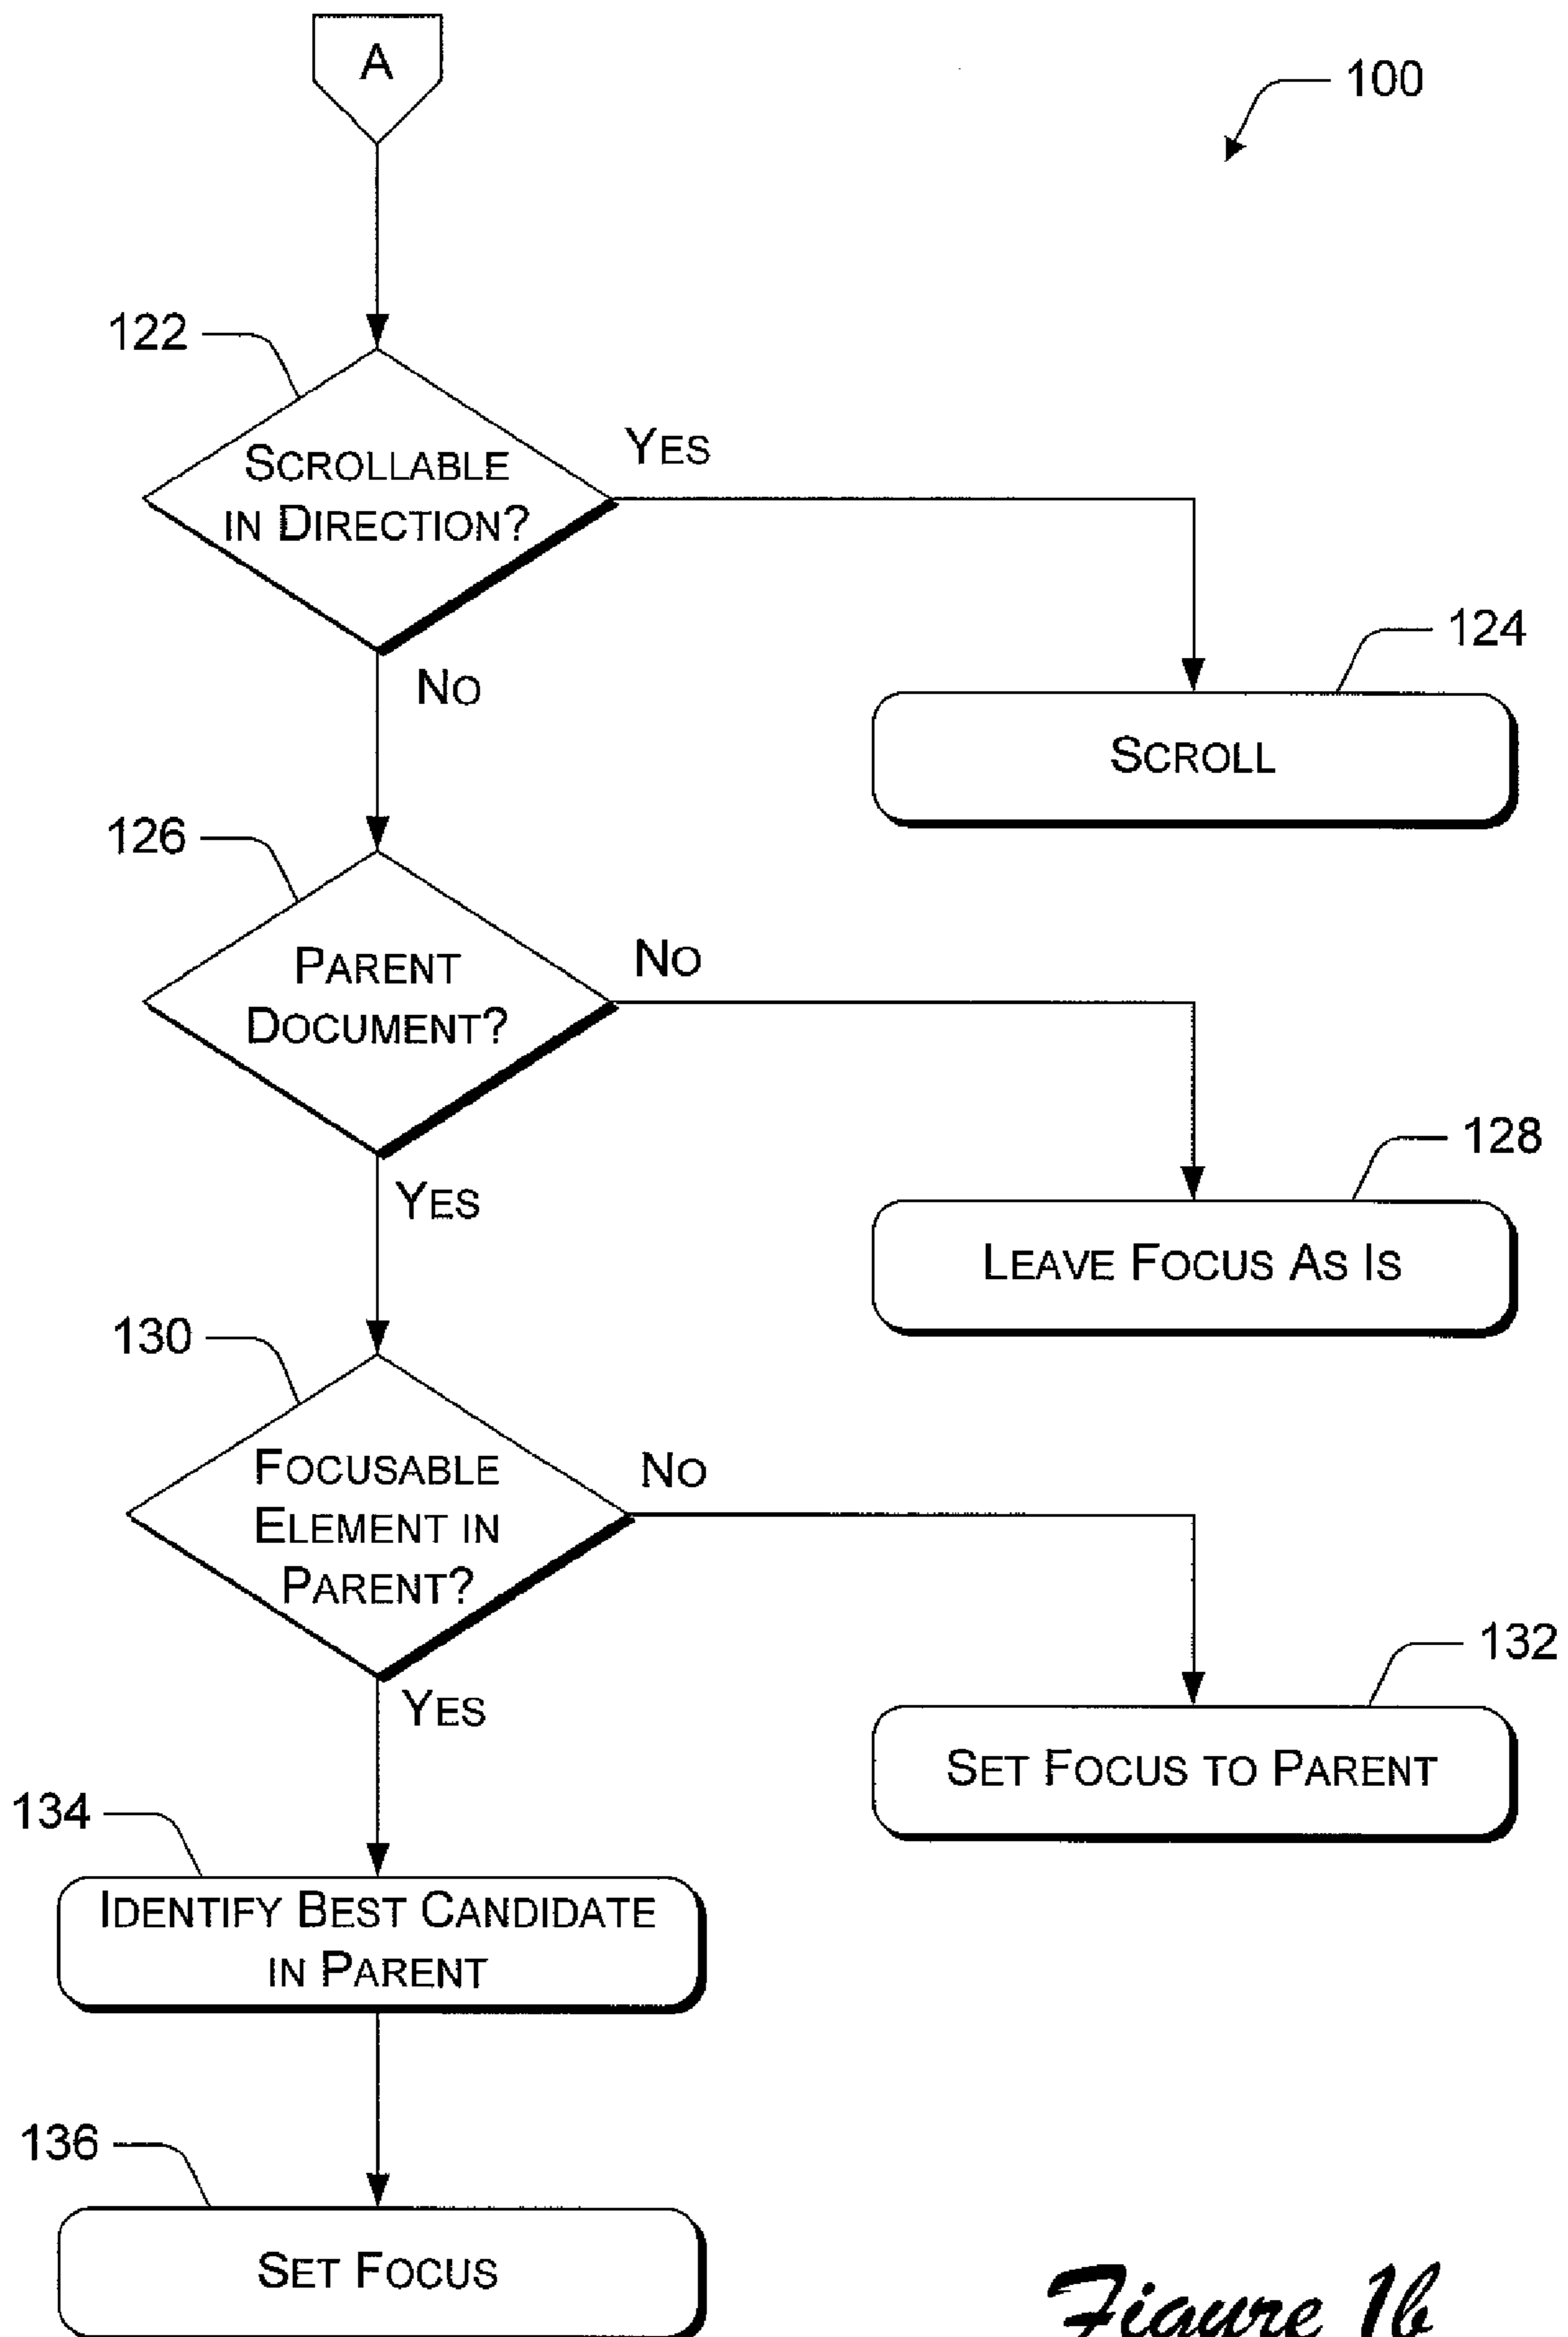 A
100
122
SCROLLABLE
IN DIRECTION?
YES
NO
124
SCROLL
126
PARENT
DOCUMENT?
NO
YES
128
LEAVE FOCUS AS IS
130
FOCUSABLE
ELEMENT IN
PARENT?
NO
YES
132
SET FOCUS TO PARENT
134
IDENTIFY BEST CANDIDATE
IN PARENT
136
SET FOCUS
Figure 1b